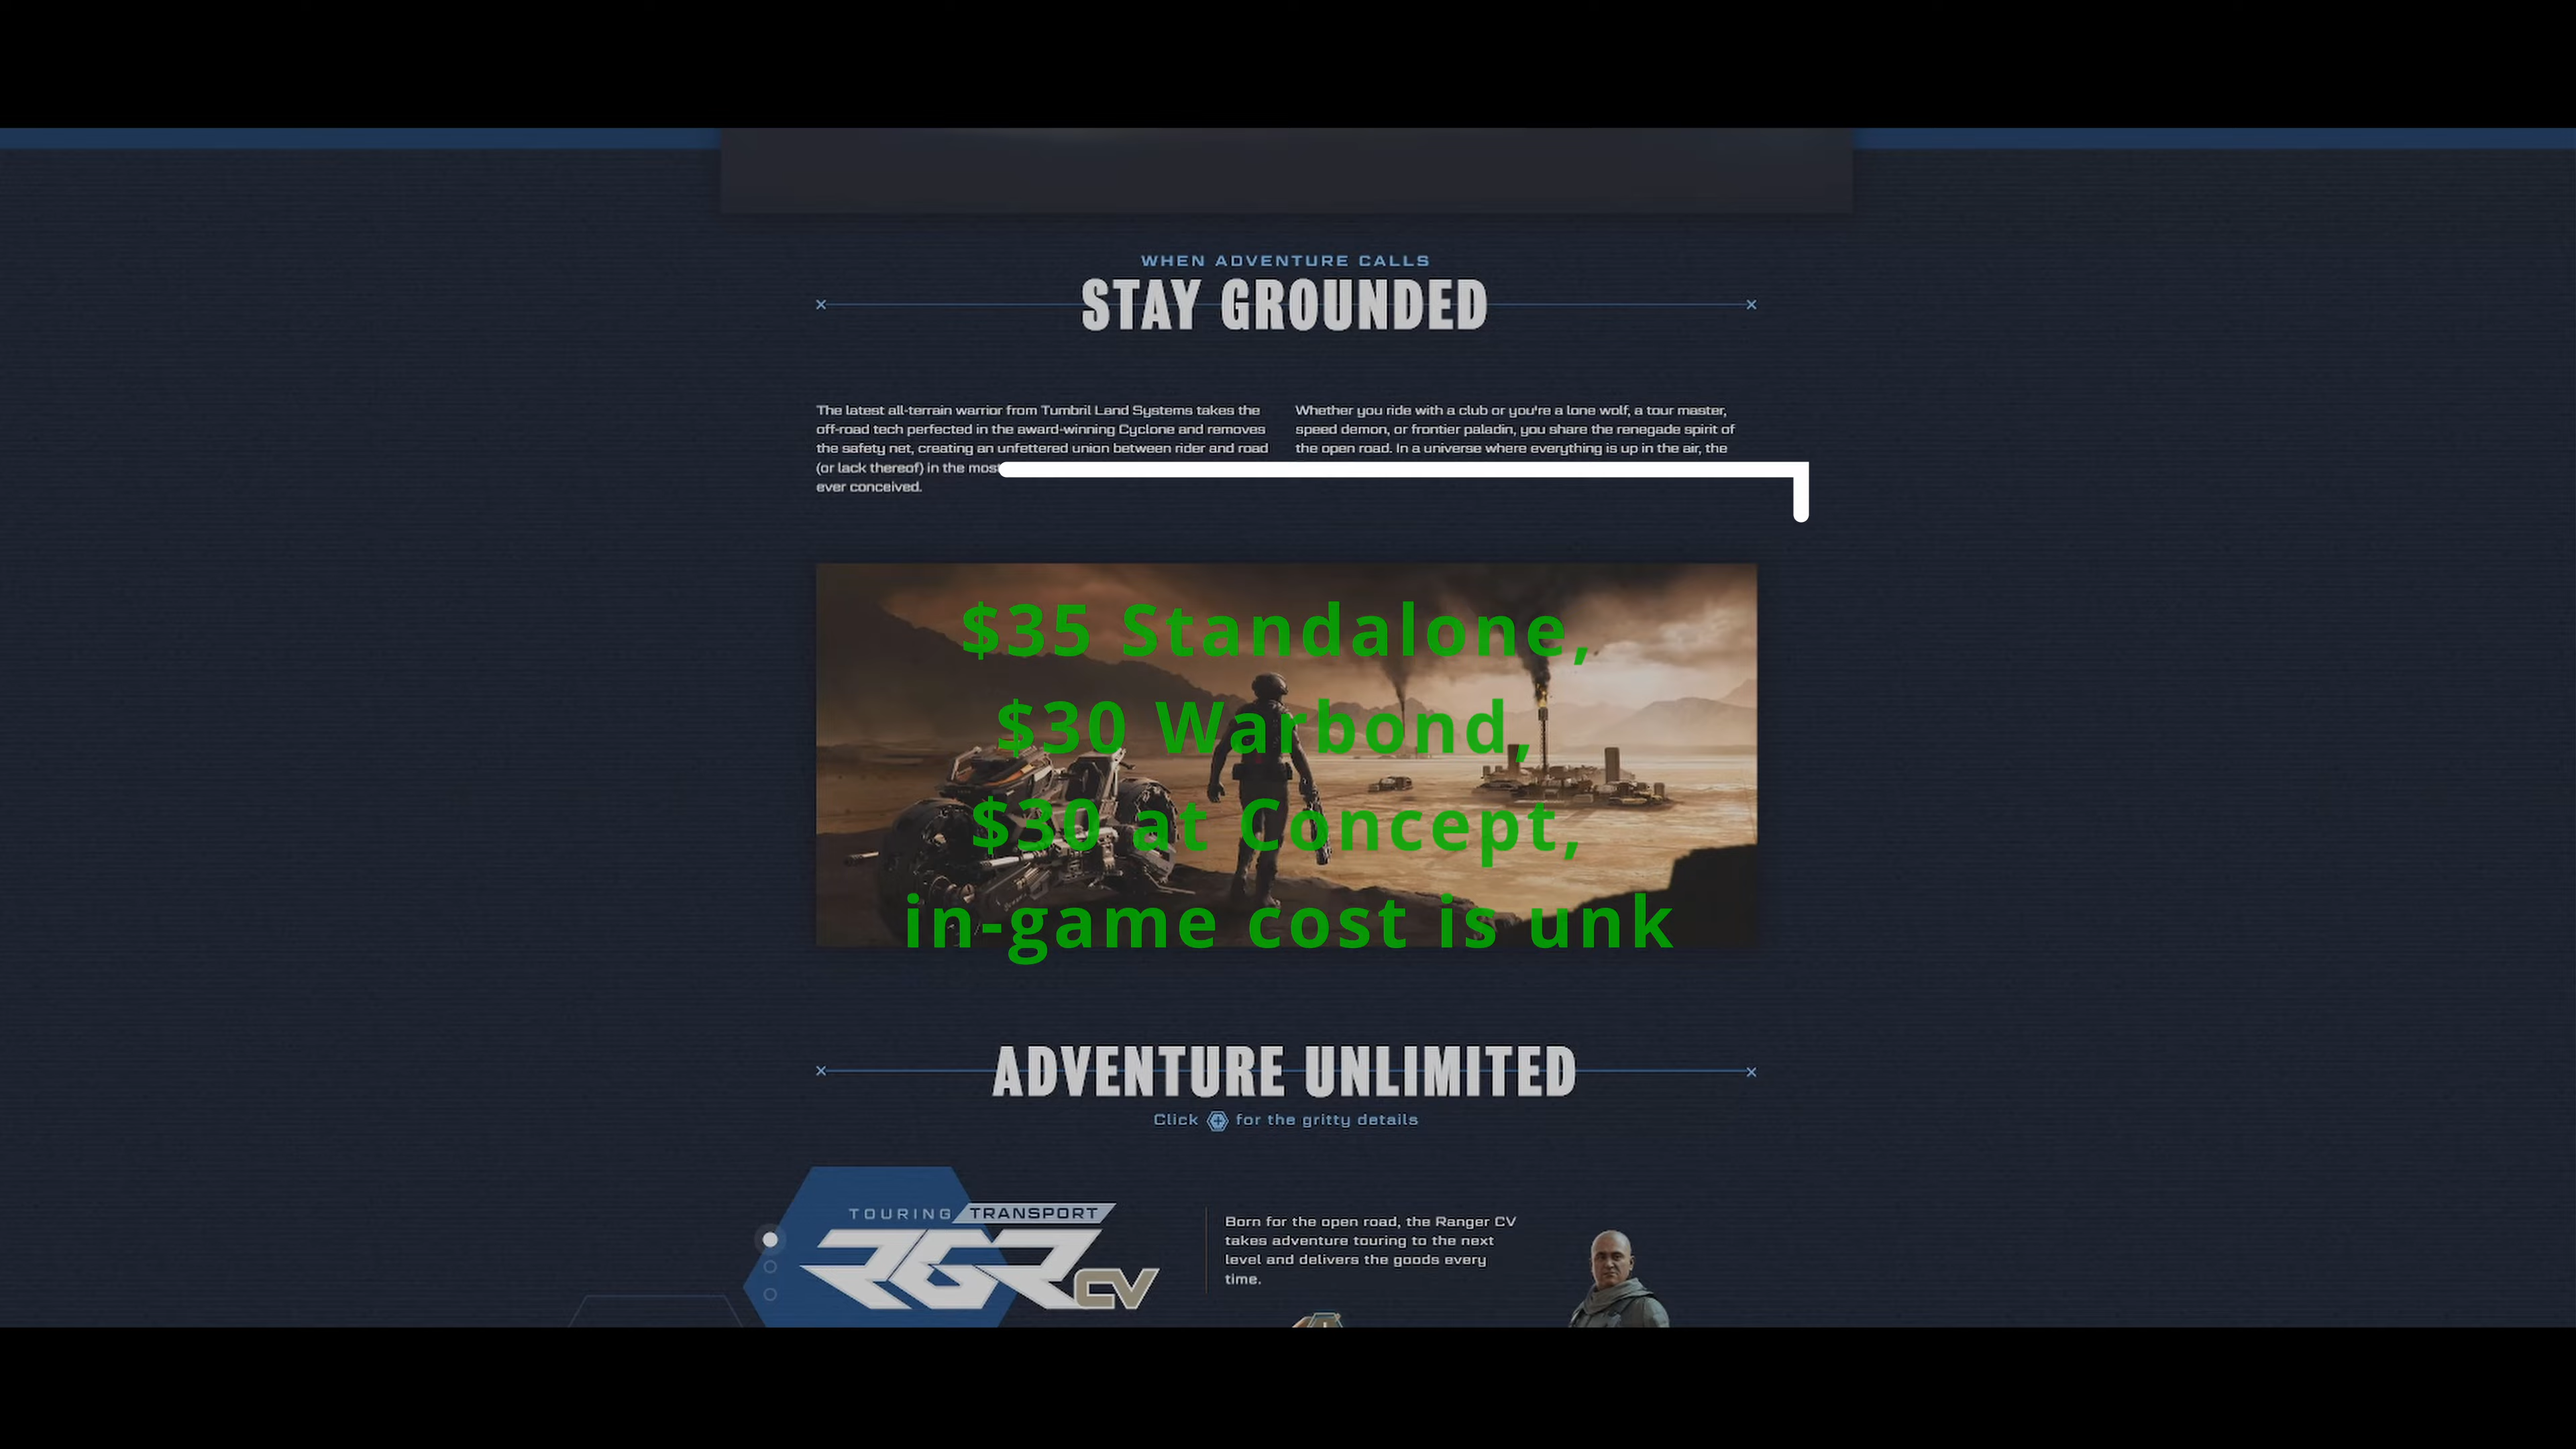 WHEN ADVENTURE CALLS
STAY GROUNDED
The latest all-terrain warrior from Tumbril Land Systems takes the
off-road tech perfected in the award-winning Cyclone and removes
the safety net, creating an unfettered union between rider and road
(or lack thereof) in the most
ever conceived.
Whether you ride with a club or you're a lone wolf, a tour master,
speed demon, or frontier paladin, you share the renegade spirit of
the open road. In a universe where everything is up in the air, the
$35 Standalone,
$30 Warbond,
$30 at Concept,
in-game cost is unk
ADVENTURE UNLIMITED
Click for the gritty details
TOURING TRANSPORT
RGR CV
Born for the open road, the Ranger CV
takes adventure touring to the next
level and delivers the goods every
time.